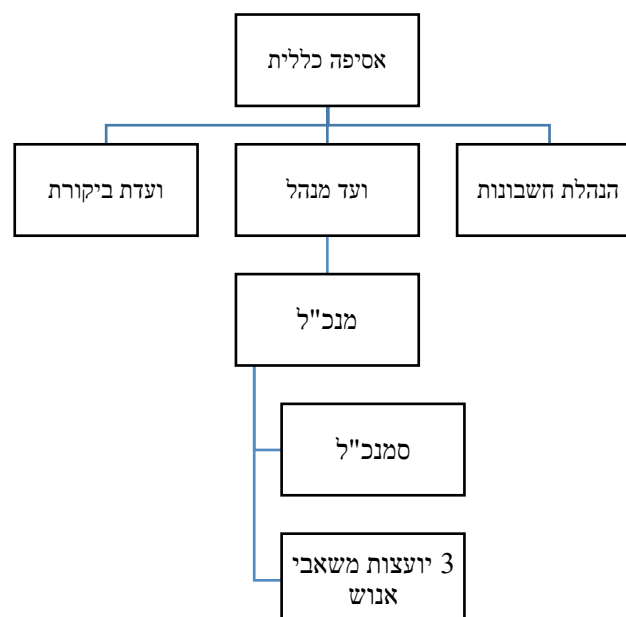 אסיפה כללית
הנהלת חשבונות
ועד מנהל
ועדת ביקורת
מנכ"ל
סמנכ"ל
3 יועצות משאבי
אנוש